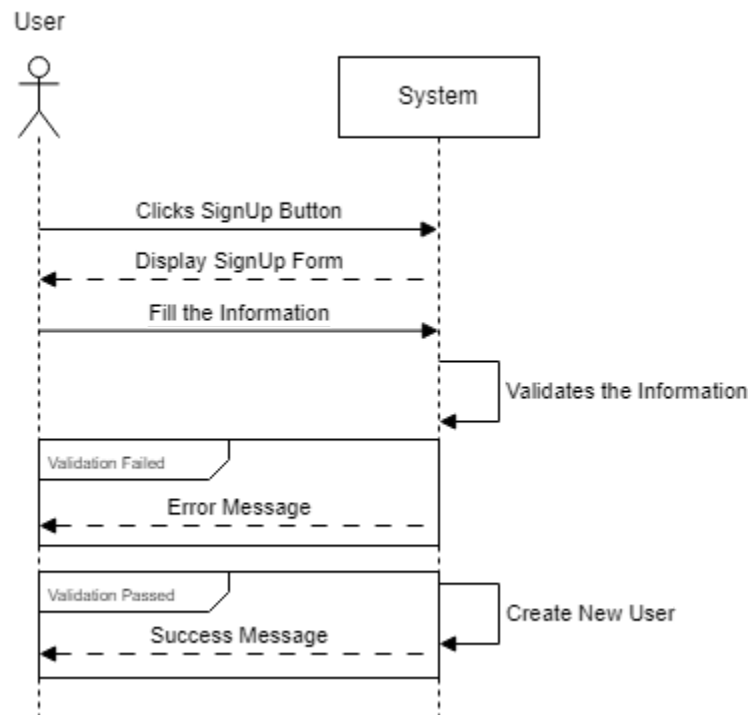 User
System
Clicks SignUp Button
Display SignUp Form
Fill the Information
Validates the Information
Validation Failed
Error Message
Validation Passed
Create New User
Success Message